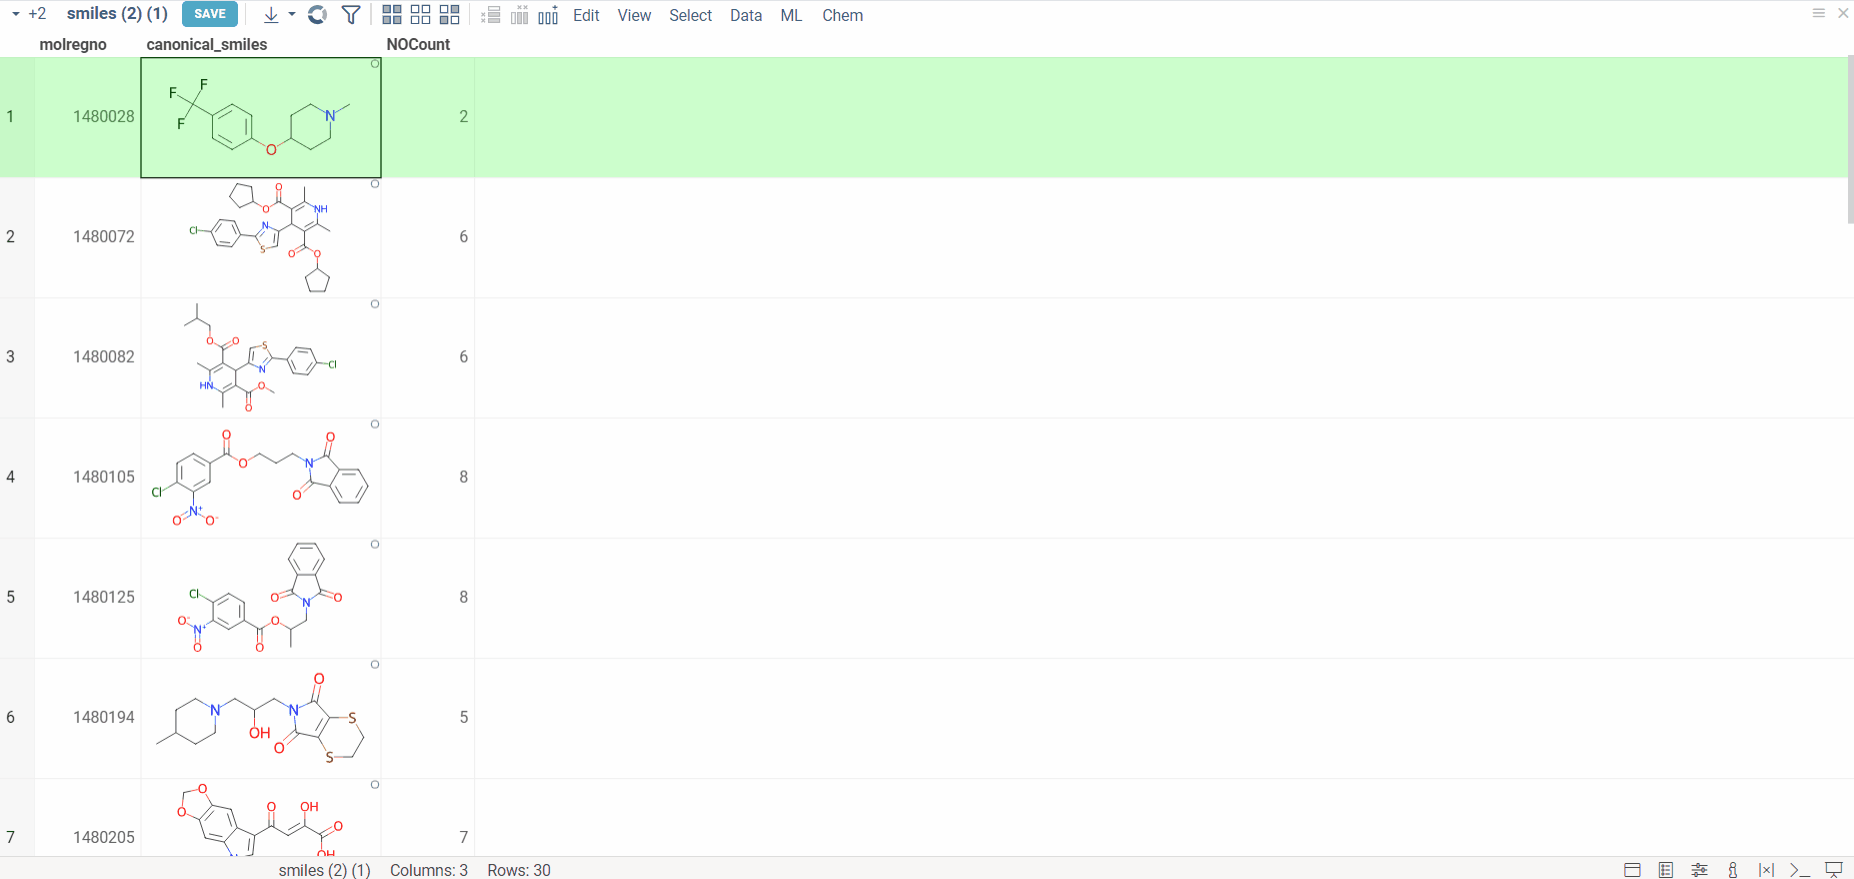 +2 smiles (2) (1) SAVE Edit View Select Data ML Chem
molregno canonical_smiles NOCount
1 1480028 F F F O N 2
2 1480072 O O NH Cl N S O O 6
3 1480082 O O S N Cl HN O O 6
4 1480105 O O Cl N+ O O- N O O 8
5 1480125 Cl O- N+ O O O N O O 8
6 1480194 N OH N O O S S 5
7 1480205 O O O OH O OH N 7
smiles (2) (1) Columns: 3 Rows: 30